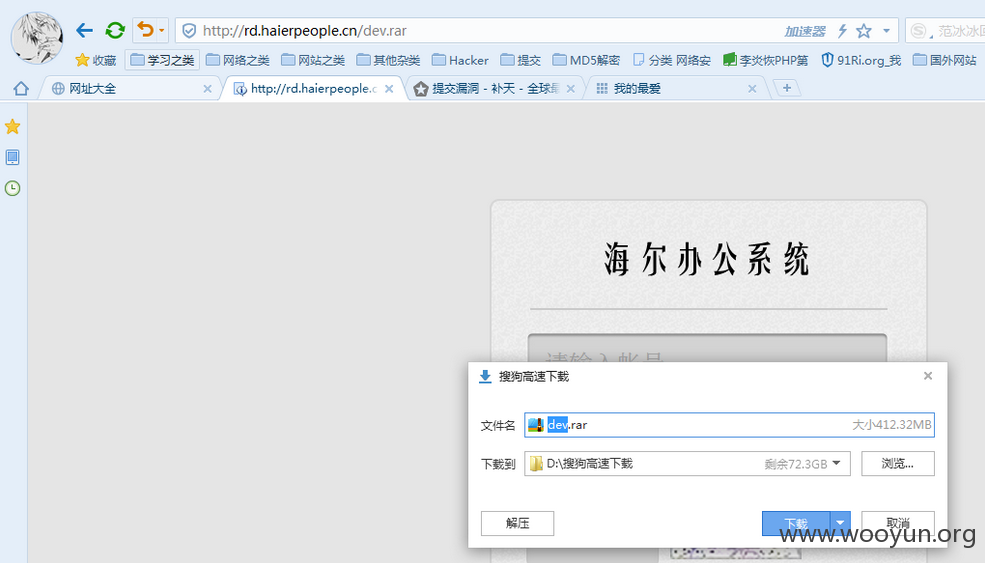 http://rd.haierpeople.cn/dev.rar 加速器 范冰冰
收藏 学习之类 网络之类 网站之类 其他杂类 Hacker 提交 MD5解密 分类 网络安 李炎恢PHP第 91Ri.org_我 国外网站
网址大全 http://rd.haierpeople.c 提交漏洞 - 补天 - 全球最 我的最爱
海尔办公系统
请输入帐号
搜狗高速下载
文件名 dev.rar 大小412.32MB
下载到 D:\搜狗高速下载 剩余72.3GB 浏览...
解压 下载 取消
www.wooyun.org